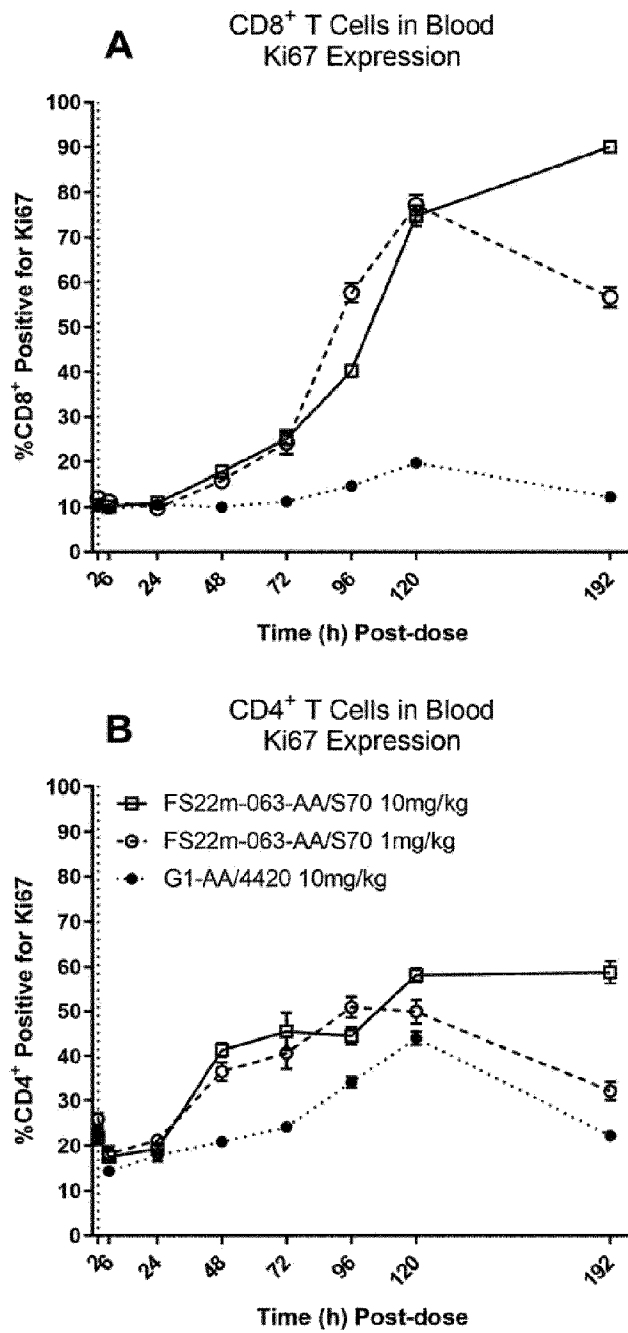 A
CD8+ T Cells in Blood
Ki67 Expression
%CD8+ Positive for Ki67
100
90
80
70
60
50
40
30
20
10
0
2 6 24 48 72 96 120 192
Time (h) Post-dose
B
CD4+ T Cells in Blood
Ki67 Expression
%CD4+ Positive for Ki67
100
90
80
70
60
50
40
30
20
10
0
FS22m-063-AA/S70 10mg/kg
FS22m-063-AA/S70 1mg/kg
G1-AA/4420 10mg/kg
2 6 24 48 72 96 120 192
Time (h) Post-dose